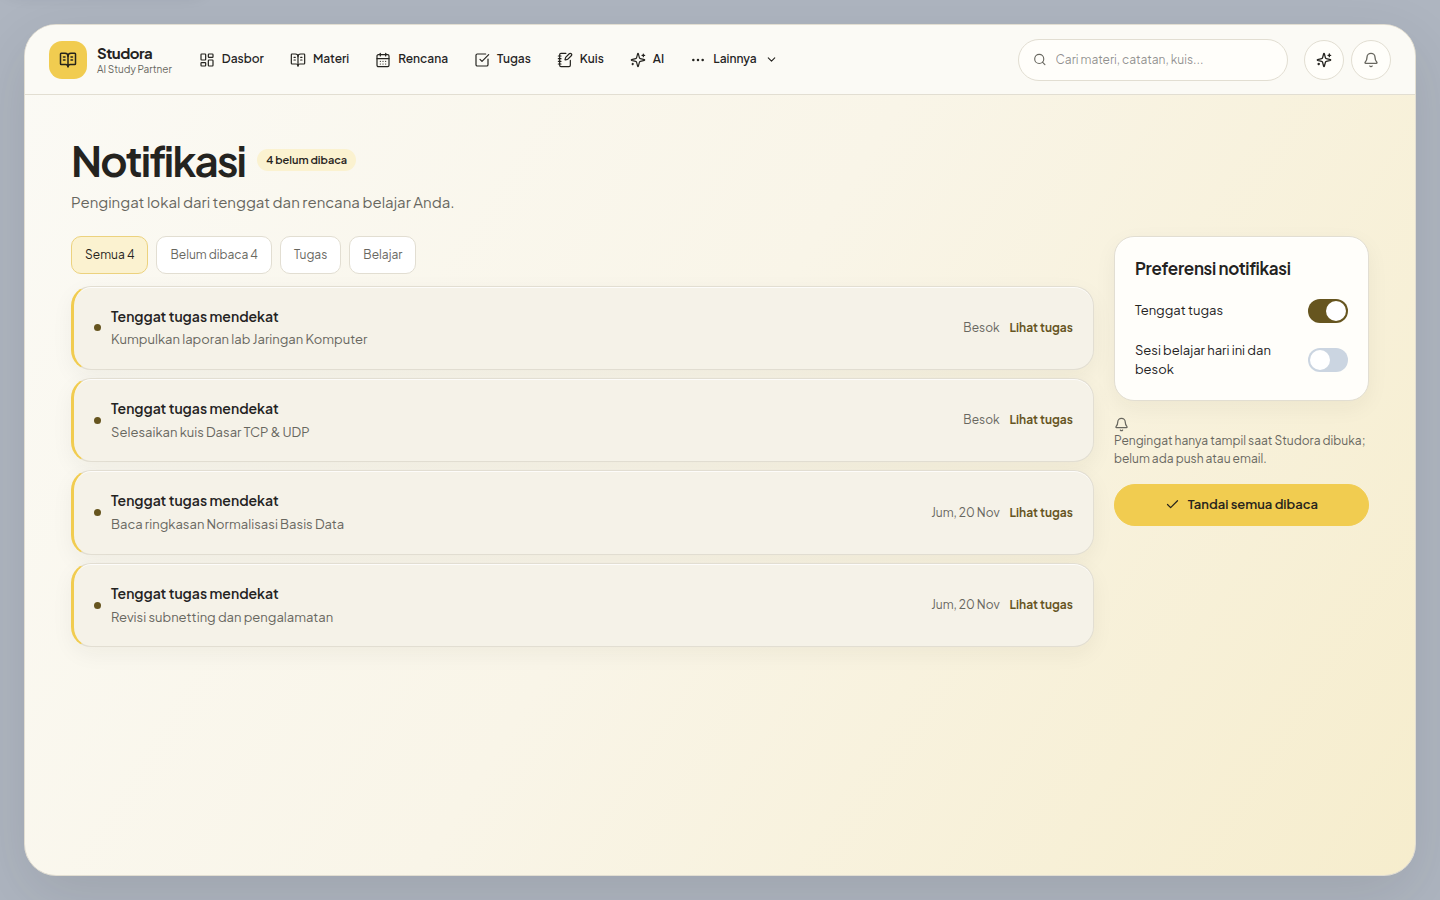 Studora
AI Study Partner
Dasbor
Materi
Rencana
Tugas
Kuis
AI
Lainnya
Cari materi, catatan, kuis...
Notifikasi
4 belum dibaca
Pengingat lokal dari tenggat dan rencana belajar Anda.
Semua 4
Belum dibaca 4
Tugas
Belajar
Tenggat tugas mendekat
Kumpulkan laporan lab Jaringan Komputer
Besok
Lihat tugas
Tenggat tugas mendekat
Selesaikan kuis Dasar TCP & UDP
Besok
Lihat tugas
Tenggat tugas mendekat
Baca ringkasan Normalisasi Basis Data
Jum, 20 Nov
Lihat tugas
Tenggat tugas mendekat
Revisi subnetting dan pengalamatan
Jum, 20 Nov
Lihat tugas
Preferensi notifikasi
Tenggat tugas
Sesi belajar hari ini dan
besok
Pengingat hanya tampil saat Studora dibuka;
belum ada push atau email.
Tandai semua dibaca